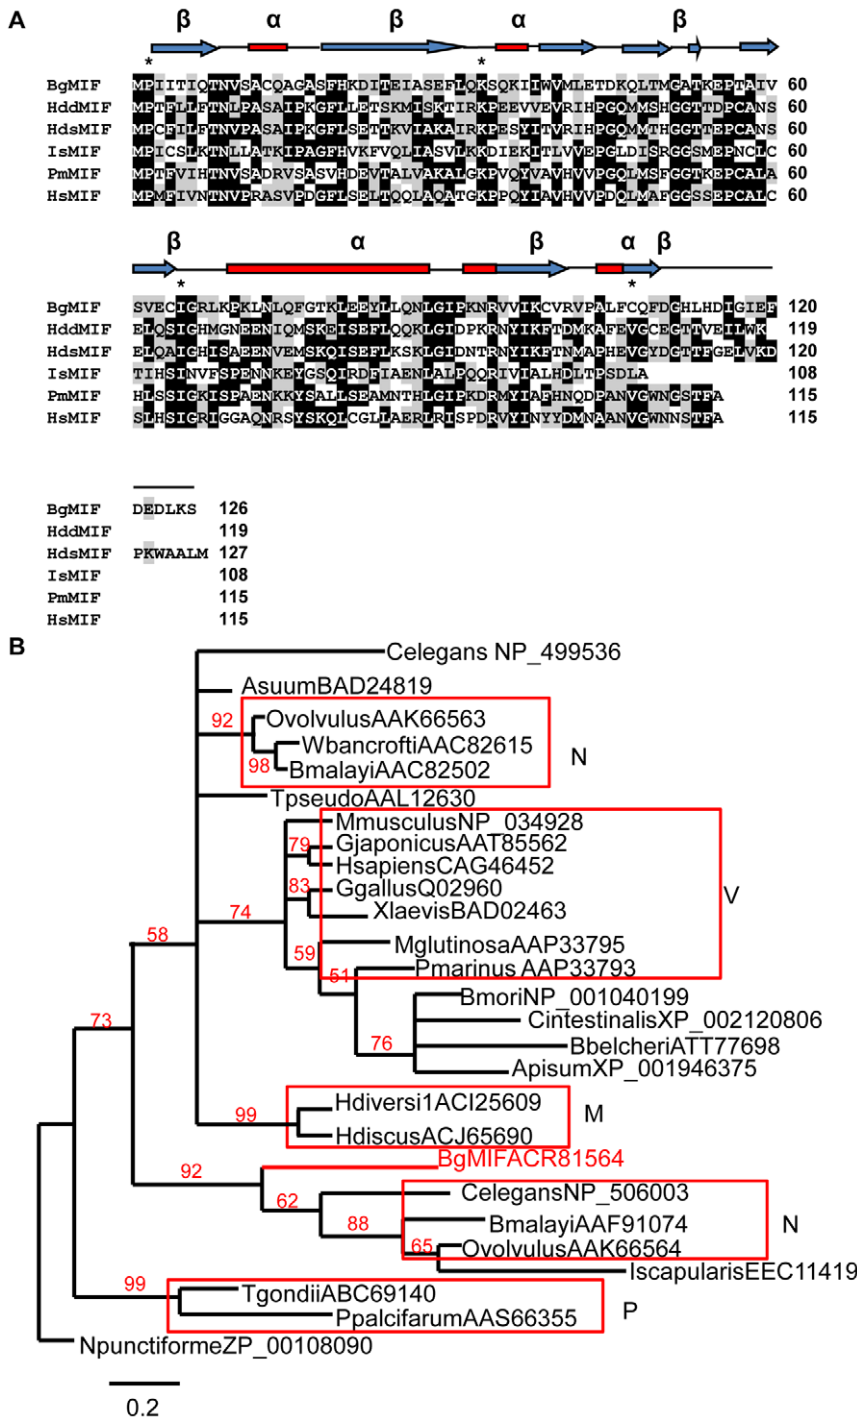 A
β α β α β
* *
BgMIF MPIITIQTNVSACQAGASFHKDITEIASEFLQKSQKIIWVMLETDKQLTMGATKEPTAIV 60
HddMIF MPTFLLFTNLPASAIPKGFLLETSKMISKTIRKPEEVVEVRIHPGQMMSHGGTTDPCANS 60
HdsMIF MPCFILFTNVPASAIPKGFLSETTKVIAKAIRKPESYITVRIHPGQMMTHGGTTEPCANS 60
IsMIF MPICSLKTNLLATKIPAGFHVKFVQLIASVLKKDIEKITLVVEPGLDISRGGSMEPNCLC 60
PmMIF MPTFVIHTNVSADRVSASVHDEVTALVAKALGKPVQYVAVHVVPGQLMSFGGTKEPCALA 60
HsMIF MPMFIVNTNVPRASVPDGFLSELTQQLAQATGKPPQYIAVHVVPDQLMAFGGSSEPCALC 60
β α β α β
* *
BgMIF SVECIGRLKPKLNLQFGTKLEEYLLQNLGIPKNRVVIKCVRVPALFCQFDGHLHDIGIEF 120
HddMIF ELQSIGHMGNEENIQMSKEISEFLQQKLGIDPKRNYIKFTDMKAFEVGCEGTTVEILWK 119
HdsMIF ELQAIGHISAEENVEMSKQISEFLKSKLGIDNTRNYIKFTNMAPHEVGYDGTTFGELVKD 120
IsMIF TIHSINVFSPENNKEYGSQIRDFIAENLALPQQRIVIALHDLTPSDLA 108
PmMIF HLSSIGKISPAENKKYSALLSEAMNTHLGIPKDRMYIAFHNQDPANVGWNGSTFA 115
HsMIF SLHSIGRIGGAQNRSYSKQLCGLLAERLRISPDRVYINYYDMNAANVGWNNSTFA 115
BgMIF DEDLKS 126
HddMIF 119
HdsMIF PKWAALM 127
IsMIF 108
PmMIF 115
HsMIF 115
B
Celegans NP_499536
AsuumBAD24819
92 OvolvulusAAK66563
WbancroftiAAC82615 N
98 BmalayiAAC82502
TpseudoAAL12630
MmusculusNP_034928
79 GjaponicusAAT85562
HsapiensCAG46452
83 GgallusQ02960 V
74 XlaevisBAD02463
58 59 MglutinosaAAP33795
51 Pmarinus AAP33793
BmoriNP_001040199
CintestinalisXP_002120806
73 76 BbelcheriATT77698
ApisumXP_001946375
Hdiversi1ACI25609 M
99 HdiscusACJ65690
BgMIFACR81564
92 CelegansNP_506003
62 BmalayiAAF91074 N
88 65 OvolvulusAAK66564
IscapularisEEC11419
99 TgondiiABC69140
PpalcifarumAAS66355 P
NpunctiformeZP_00108090
0.2